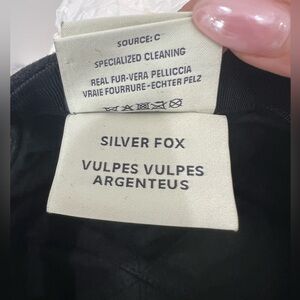 SOURCE: C
SPECIALIZED CLEANING
REAL FUR-VERA PELLICCIA
VRAIE FOURRURE-ECHTER PELZ
SILVER FOX
VULPES VULPES
ARGENTEUS